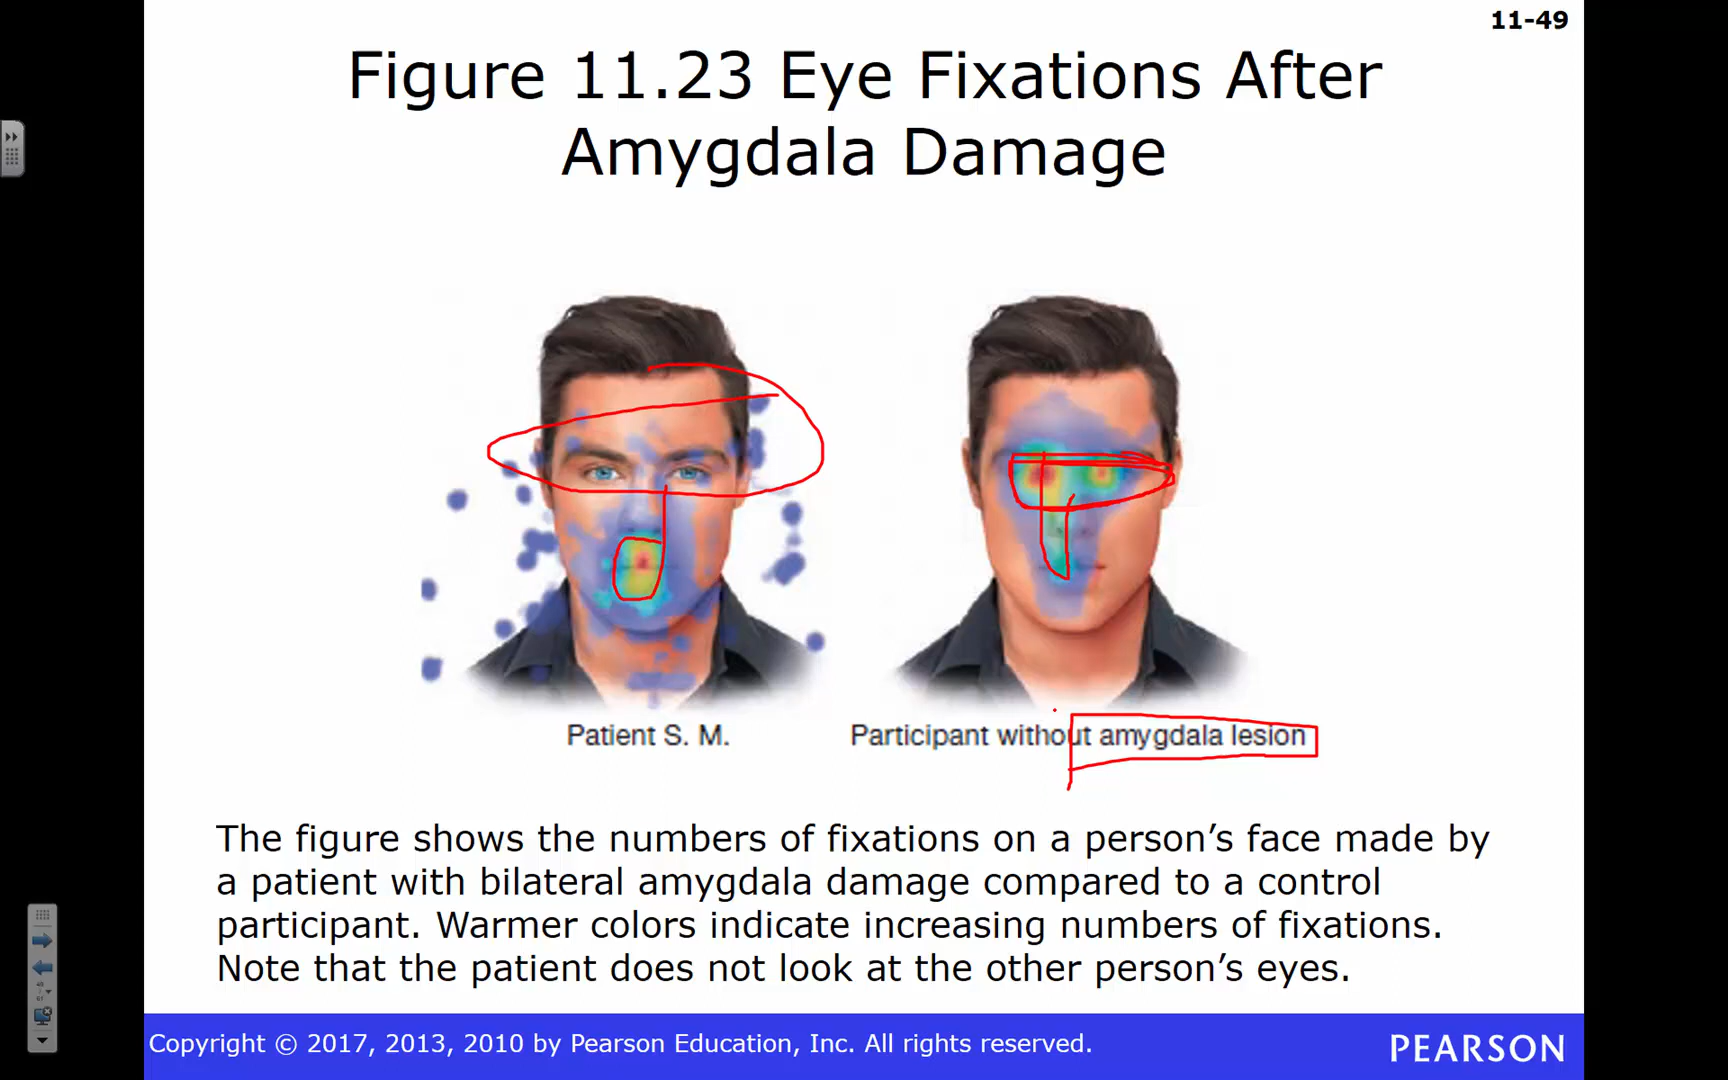 11-49
Figure 11.23 Eye Fixations After
Amygdala Damage
Patient S. M.
Participant without amygdala lesion
The figure shows the numbers of fixations on a person’s face made by
a patient with bilateral amygdala damage compared to a control
participant. Warmer colors indicate increasing numbers of fixations.
Note that the patient does not look at the other person’s eyes.
Copyright © 2017, 2013, 2010 by Pearson Education, Inc. All rights reserved.
PEARSON